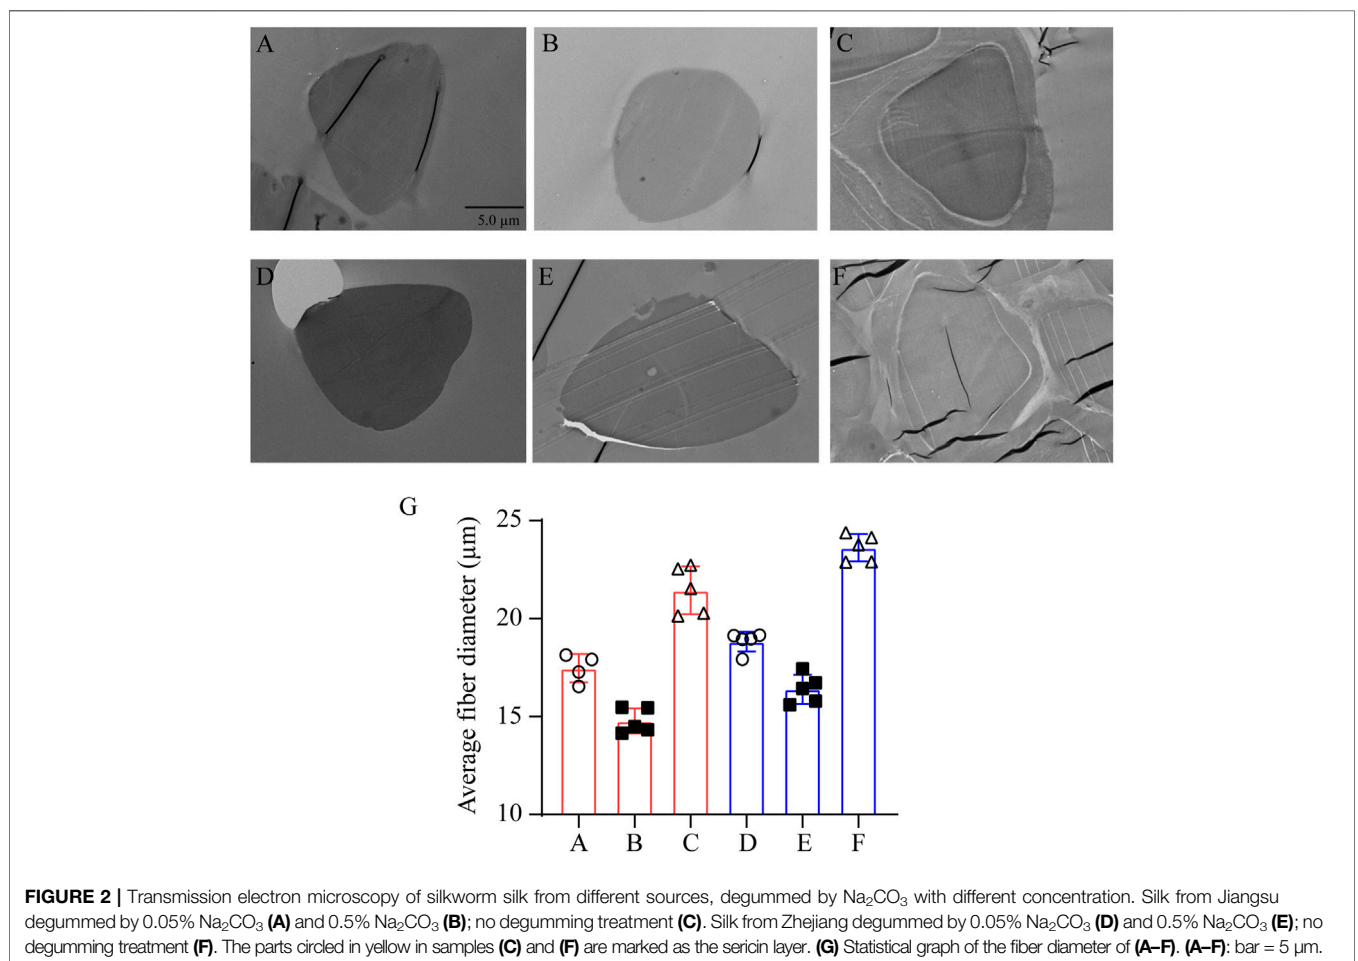 A
B
C
5.0 µm
D
E
F
G
Average fiber diameter (µm)
25
20
15
10
A B C D E F
FIGURE 2 | Transmission electron microscopy of silkworm silk from different sources, degummed by Na₂CO₃ with different concentration. Silk from Jiangsu
degummed by 0.05% Na₂CO₃ (A) and 0.5% Na₂CO₃ (B); no degumming treatment (C). Silk from Zhejiang degummed by 0.05% Na₂CO₃ (D) and 0.5% Na₂CO₃ (E); no
degumming treatment (F). The parts circled in yellow in samples (C) and (F) are marked as the sericin layer. (G) Statistical graph of the fiber diameter of (A–F). (A–F): bar = 5 µm.